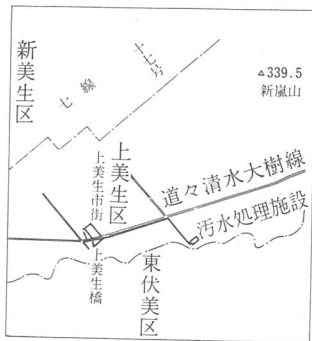 新美生区
七線
十七号
▵339.5
新嵐山
上美生区
上美生市街
上美生橋
道々清水大樹線
汚水処理施設
東伏美区